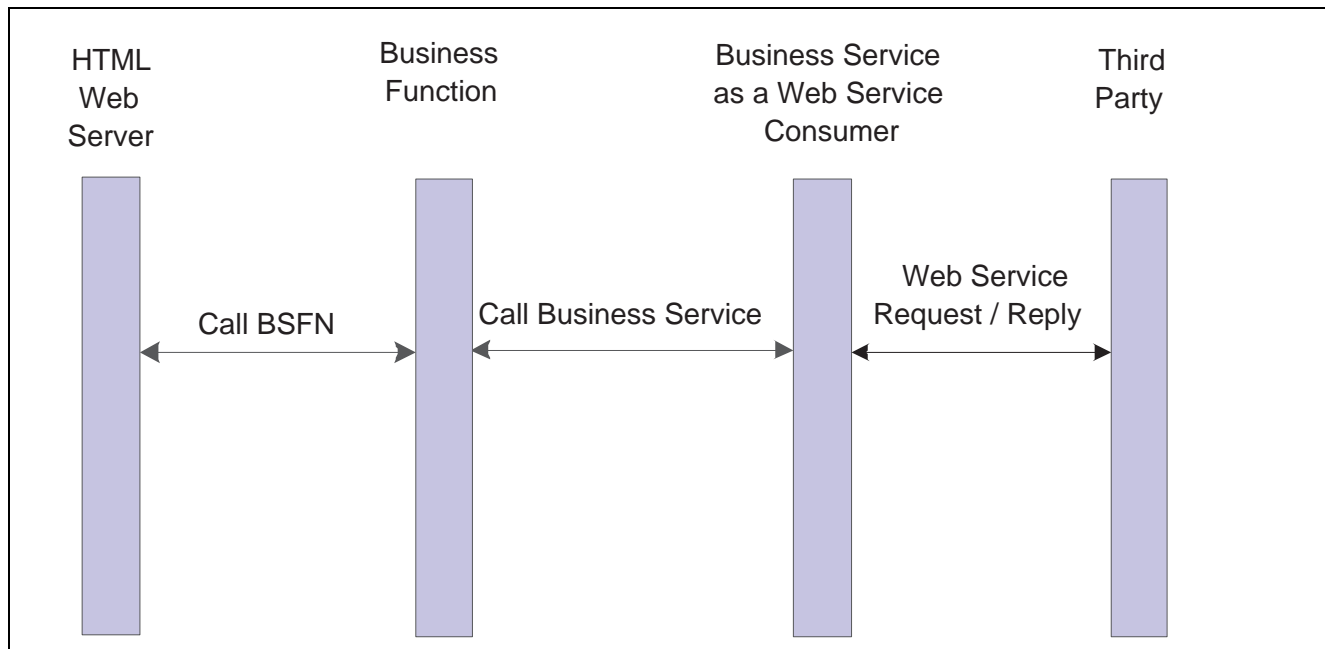 HTML
Web
Server
Business
Function
Business Service
as a Web Service
Consumer
Third
Party
Call BSFN
Call Business Service
Web Service
Request / Reply